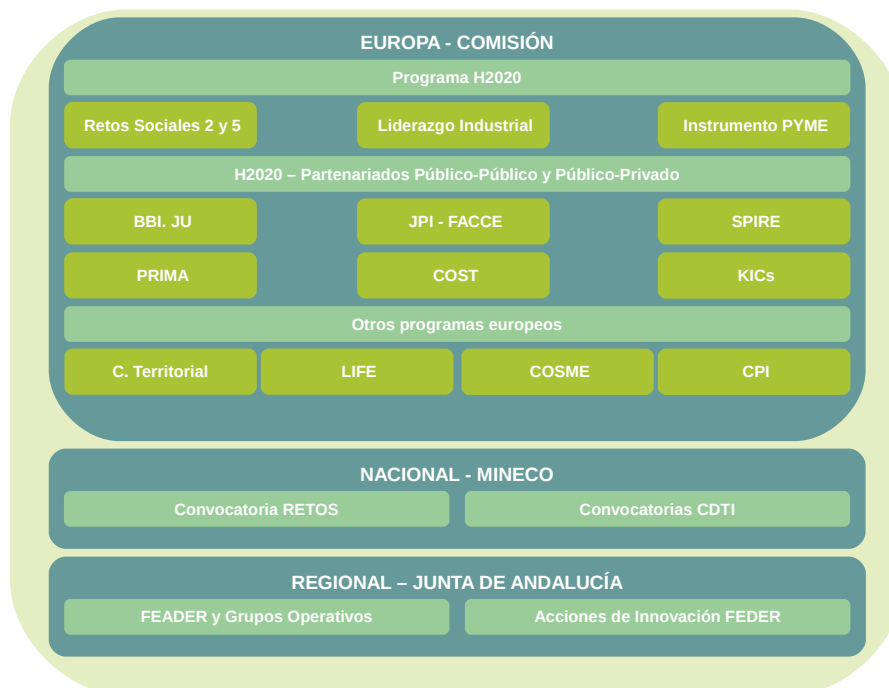 EUROPA - COMISIÓN
Programa H2020
Retos Sociales 2 y 5
Liderazgo Industrial
Instrumento PYME
H2020 – Partenariados Público-Público y Público-Privado
BBI. JU
JPI - FACCE
SPIRE
PRIMA
COST
KICs
Otros programas europeos
C. Territorial
LIFE
COSME
CPI
NACIONAL - MINECO
Convocatoria RETOS
Convocatorias CDTI
REGIONAL – JUNTA DE ANDALUCÍA
FEADER y Grupos Operativos
Acciones de Innovación FEDER